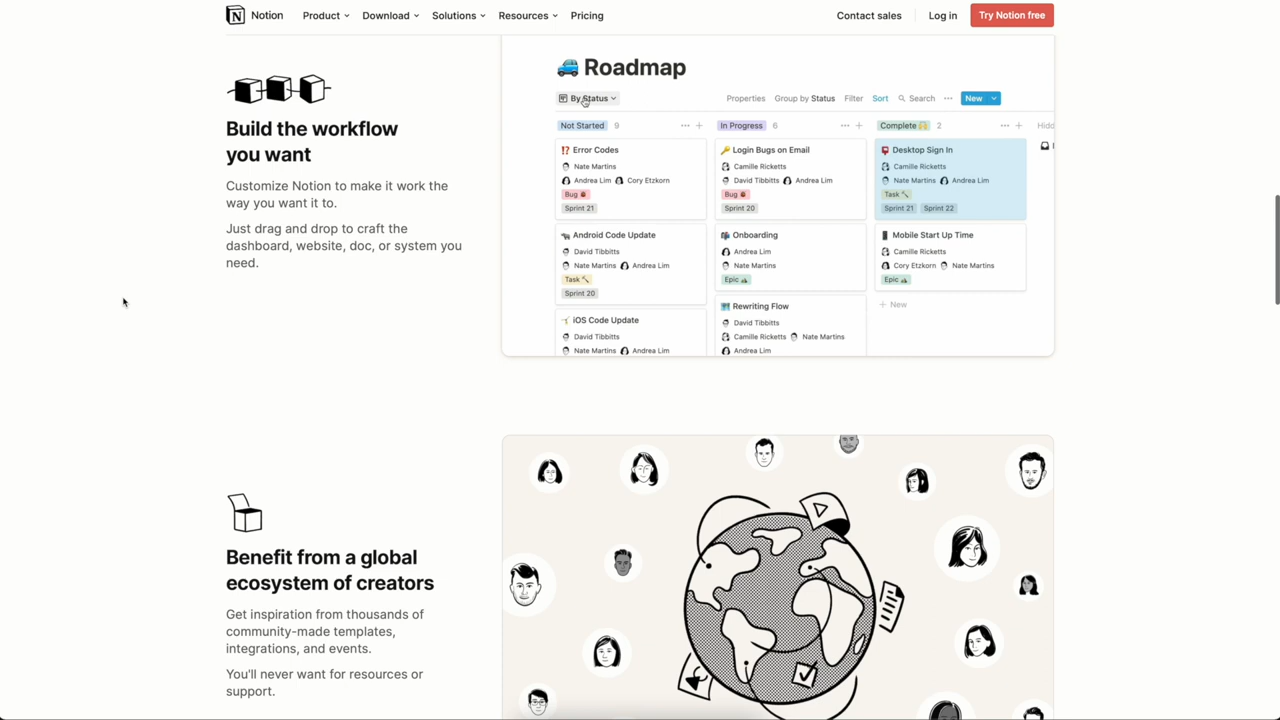 Notion
Product
Download
Solutions
Resources
Pricing
Contact sales
Log in
Try Notion free
Build the workflow
you want
Customize Notion to make it work the
way you want it to.
Just drag and drop to craft the
dashboard, website, doc, or system you
need.
Roadmap
By Status
Properties
Group by Status
Filter
Sort
Search
New
Not Started 9
Error Codes
Nate Martins
Andrea Lim Cory Etzkorn
Bug
Sprint 21
Android Code Update
David Tibbitts
Nate Martins Andrea Lim
Task
Sprint 20
iOS Code Update
David Tibbitts
Nate Martins Andrea Lim
In Progress 6
Login Bugs on Email
Camille Ricketts
David Tibbitts Andrea Lim
Bug
Sprint 20
Onboarding
Andrea Lim
Nate Martins
Epic
Rewriting Flow
David Tibbitts
Camille Ricketts Nate Martins
Andrea Lim
Complete 2
Desktop Sign In
Camille Ricketts
Nate Martins Andrea Lim
Task
Sprint 21 Sprint 22
Mobile Start Up Time
Camille Ricketts
Cory Etzkorn Nate Martins
Epic
+ New
Benefit from a global
ecosystem of creators
Get inspiration from thousands of
community-made templates,
integrations, and events.
You'll never want for resources or
support.